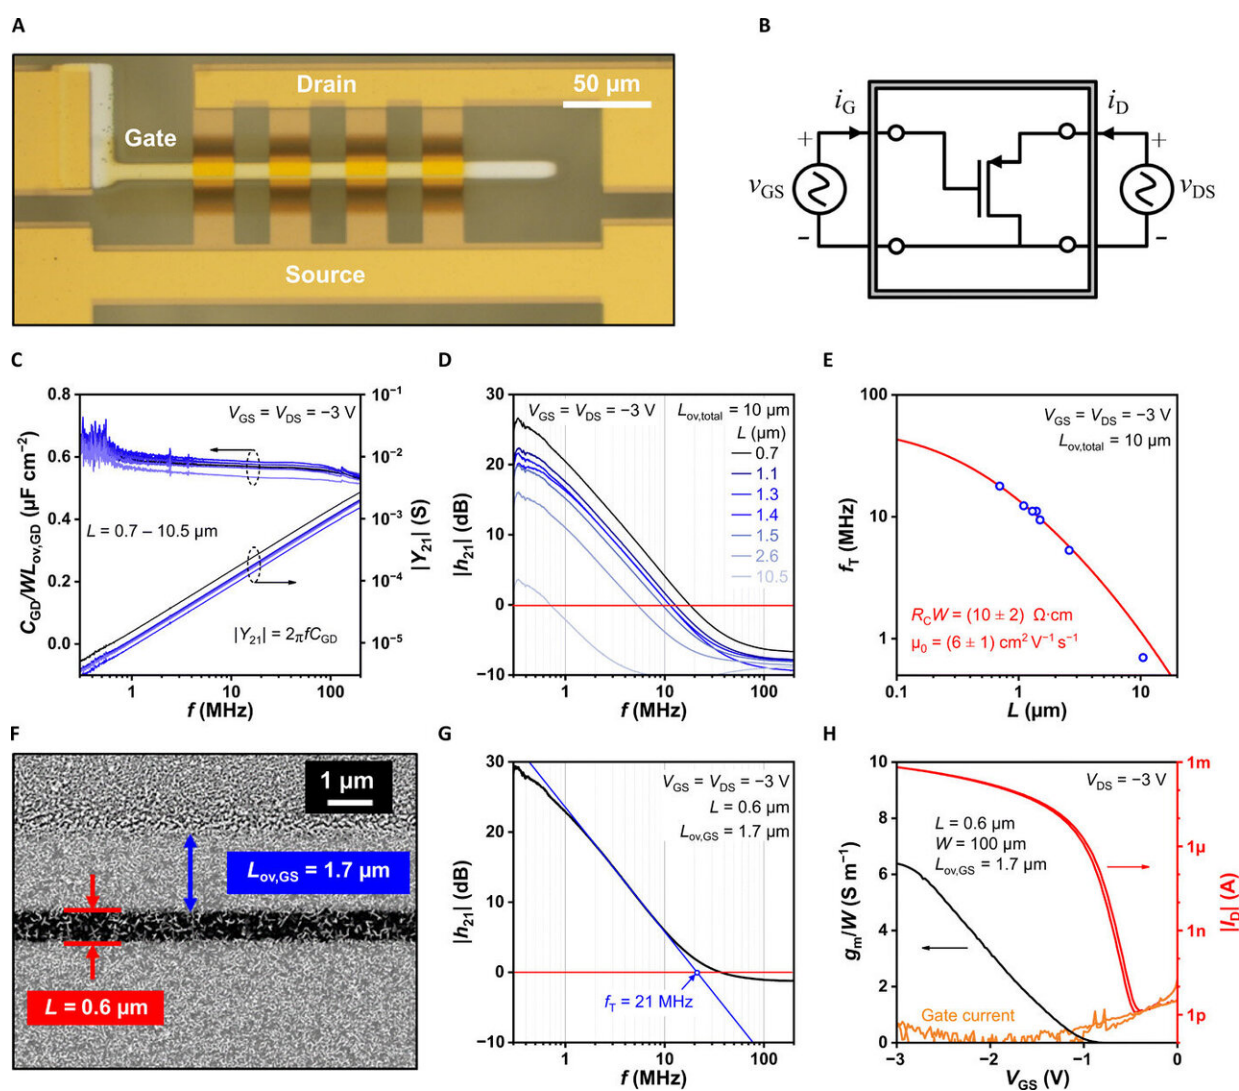 A
Drain
50 µm
Gate
Source
B
iG
iD
+
+
vGS
vDS
−
−
C
0.8
0.6
0.4
0.2
0.0
CGD/WLov,GD (µF cm−2)
VGS = VDS = −3 V
L = 0.7 – 10.5 µm
|Y21| = 2πfCGD
10−1
10−2
10−3
10−4
10−5
|Y21| (S)
1
10
100
f (MHz)
D
30
20
10
0
−10
|h21| (dB)
VGS = VDS = −3 V
Lov,total = 10 µm
L (µm)
0.7
1.1
1.3
1.4
1.5
2.6
10.5
1
10
100
f (MHz)
E
100
10
1
fT (MHz)
VGS = VDS = −3 V
Lov,total = 10 µm
RCW = (10 ± 2) Ω·cm
µ0 = (6 ± 1) cm2 V−1 s−1
0.1
1
10
L (µm)
F
1 µm
Lov,GS = 1.7 µm
L = 0.6 µm
G
30
20
10
0
−10
|h21| (dB)
VGS = VDS = −3 V
L = 0.6 µm
Lov,GS = 1.7 µm
fT = 21 MHz
1
10
100
f (MHz)
H
10
8
6
4
2
0
gm/W (S m−1)
VDS = −3 V
L = 0.6 µm
W = 100 µm
Lov,GS = 1.7 µm
Gate current
1m
1µ
1n
1p
|ID| (A)
−3
−2
−1
0
VGS (V)